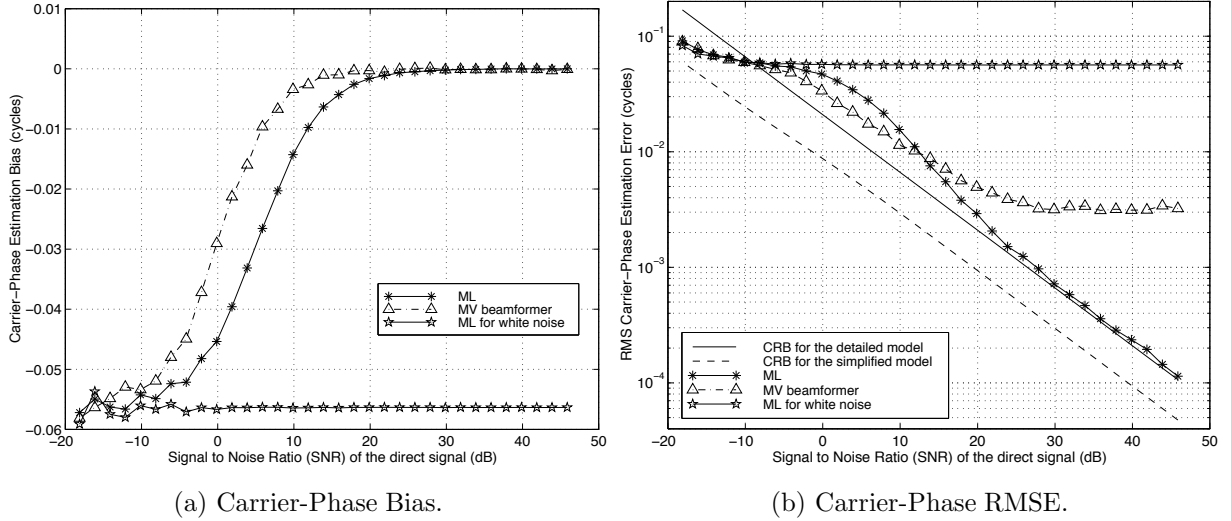 0.01
0
−0.01
−0.02
−0.03
−0.04
−0.05
−0.06
−20
−10
0
10
20
30
40
50
Carrier−Phase Estimation Bias (cycles)
Signal to Noise Ratio (SNR) of the direct signal (dB)
ML
MV beamformer
ML for white noise
(a) Carrier-Phase Bias.
10⁻¹
10⁻²
10⁻³
10⁻⁴
−20
−10
0
10
20
30
40
50
RMS Carrier−Phase Estimation Error (cycles)
Signal to Noise Ratio (SNR) of the direct signal (dB)
CRB for the detailed model
CRB for the simplified model
ML
MV beamformer
ML for white noise
(b) Carrier-Phase RMSE.